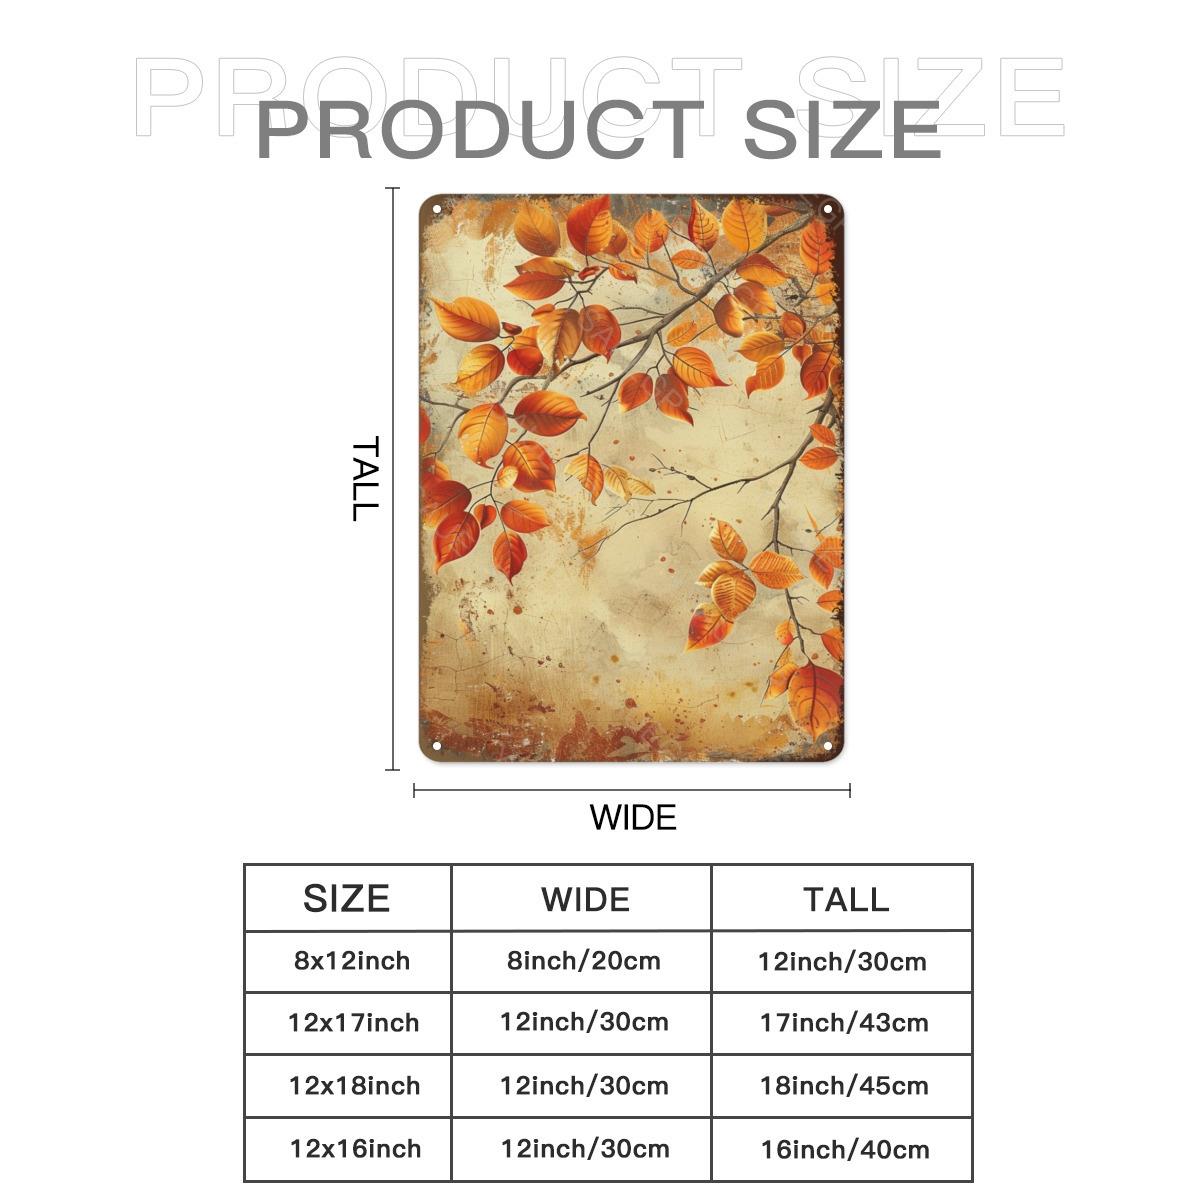 PRODUCT SIZE
PRODUCT SIZE
TALL
WIDE
SIZE WIDE TALL
8x12inch 8inch/20cm 12inch/30cm
12x17inch 12inch/30cm 17inch/43cm
12x18inch 12inch/30cm 18inch/45cm
12x16inch 12inch/30cm 16inch/40cm